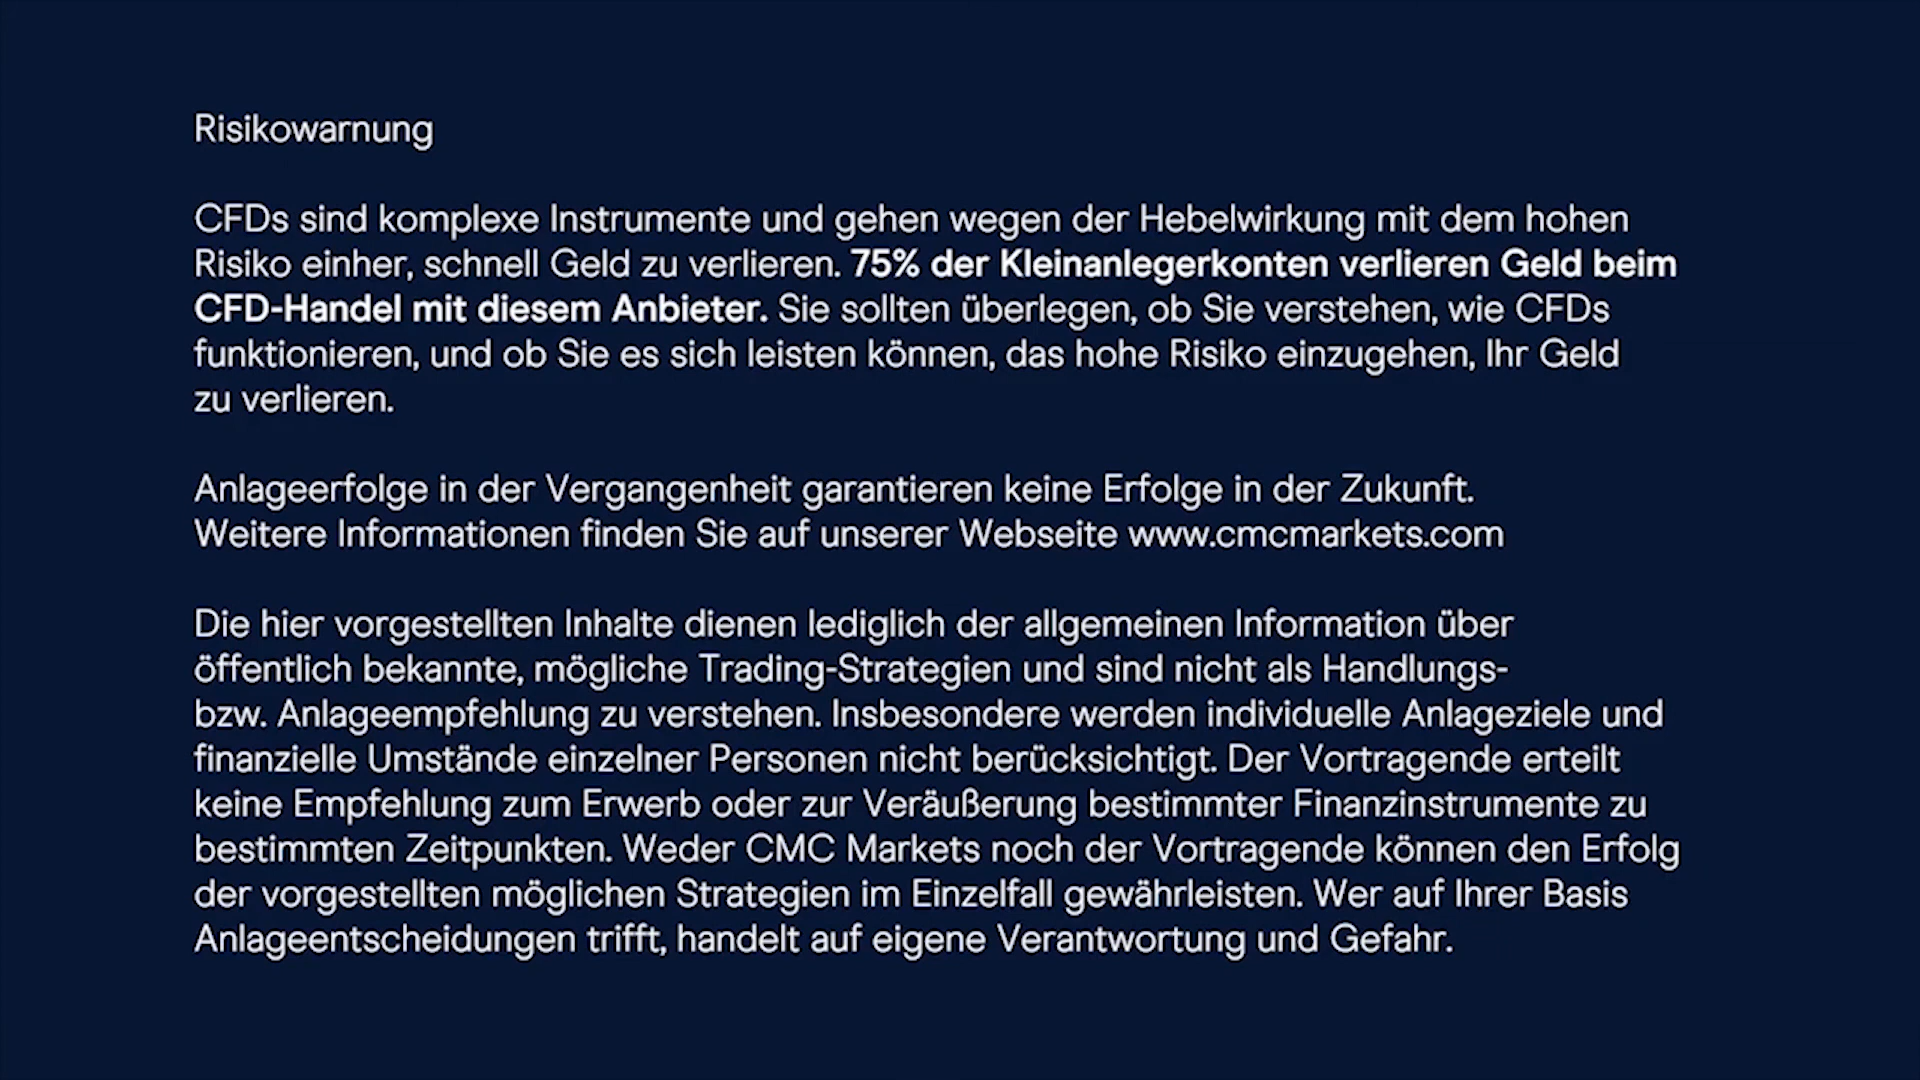 Risikowarnung
CFDs sind komplexe Instrumente und gehen wegen der Hebelwirkung mit dem hohen
Risiko einher, schnell Geld zu verlieren. 75% der Kleinanlegerkonten verlieren Geld beim
CFD-Handel mit diesem Anbieter. Sie sollten überlegen, ob Sie verstehen, wie CFDs
funktionieren, und ob Sie es sich leisten können, das hohe Risiko einzugehen, Ihr Geld
zu verlieren.
Anlageerfolge in der Vergangenheit garantieren keine Erfolge in der Zukunft.
Weitere Informationen finden Sie auf unserer Webseite www.cmcmarkets.com
Die hier vorgestellten Inhalte dienen lediglich der allgemeinen Information über
öffentlich bekannte, mögliche Trading-Strategien und sind nicht als Handlungs-
bzw. Anlageempfehlung zu verstehen. Insbesondere werden individuelle Anlageziele und
finanzielle Umstände einzelner Personen nicht berücksichtigt. Der Vortragende erteilt
keine Empfehlung zum Erwerb oder zur Veräußerung bestimmter Finanzinstrumente zu
bestimmten Zeitpunkten. Weder CMC Markets noch der Vortragende können den Erfolg
der vorgestellten möglichen Strategien im Einzelfall gewährleisten. Wer auf Ihrer Basis
Anlageentscheidungen trifft, handelt auf eigene Verantwortung und Gefahr.